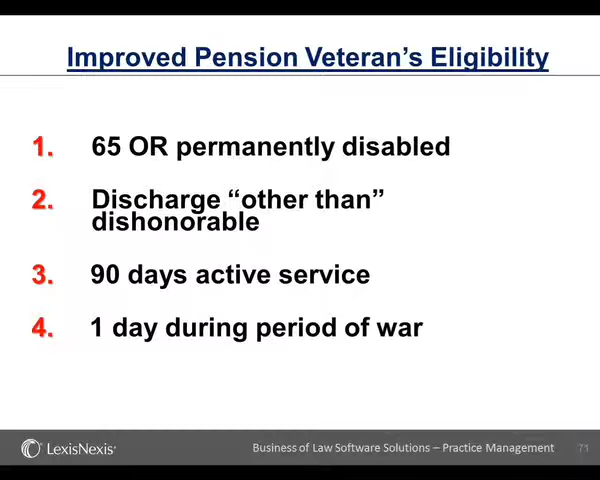 Improved Pension Veteran’s Eligibility
1. 65 OR permanently disabled
2. Discharge “other than”
dishonorable
3. 90 days active service
4. 1 day during period of war
LexisNexis® Business of Law Software Solutions – Practice Management 71